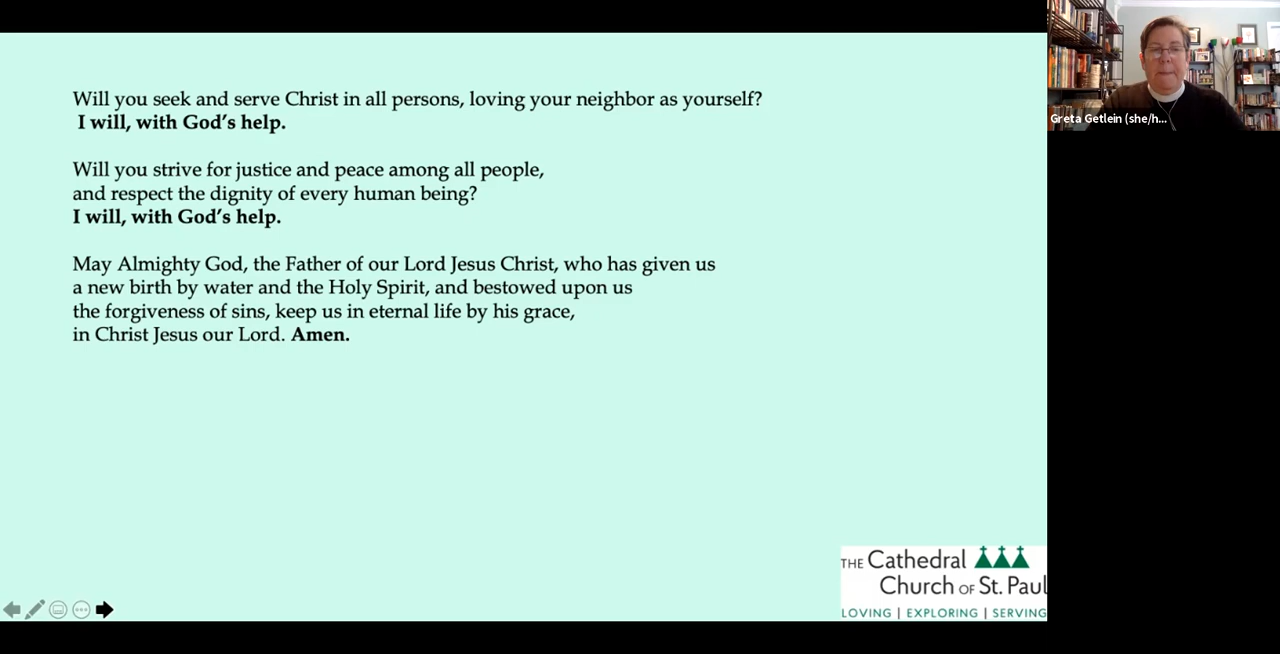 Will you seek and serve Christ in all persons, loving your neighbor as yourself?
I will, with God's help.
Will you strive for justice and peace among all people,
and respect the dignity of every human being?
I will, with God's help.
May Almighty God, the Father of our Lord Jesus Christ, who has given us
a new birth by water and the Holy Spirit, and bestowed upon us
the forgiveness of sins, keep us in eternal life by his grace,
in Christ Jesus our Lord. Amen.
Greta Getlein (she/h...
THE Cathedral
Church OF St. Paul
LOVING | EXPLORING | SERVING